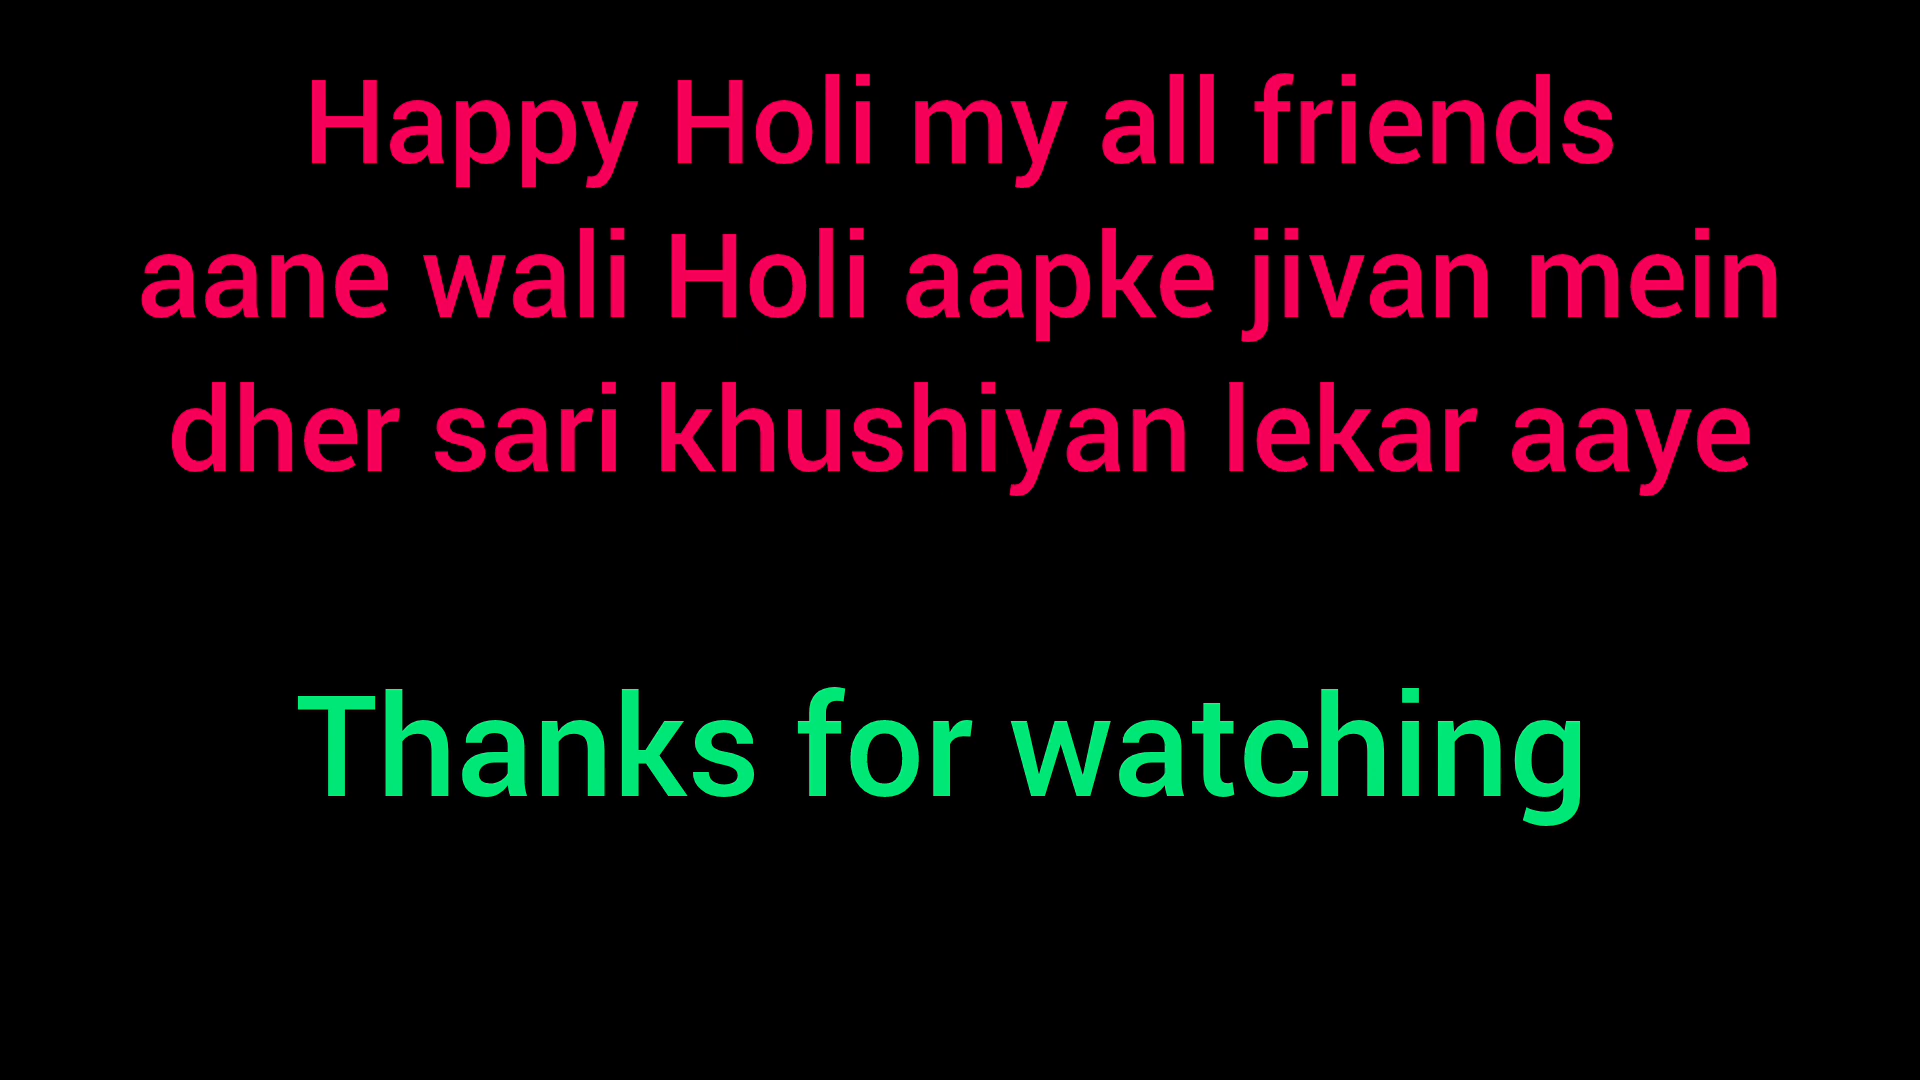 Happy Holi my all friends
aane wali Holi aapke jivan mein
dher sari khushiyan lekar aaye
Thanks for watching